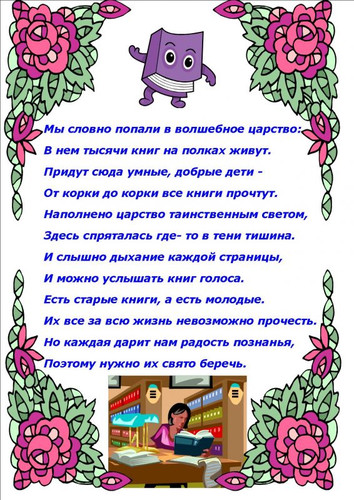 Мы словно попали в волшебное царство:
В нем тысячи книг на полках живут.
Придут сюда умные, добрые дети -
От корки до корки все книги прочтут.
Наполнено царство таинственным светом,
Здесь спряталась где- то в тени тишина.
И слышно дыхание каждой страницы,
И можно услышать книг голоса.
Есть старые книги, а есть молодые.
Их все за всю жизнь невозможно прочесть.
Но каждая дарит нам радость познанья,
Поэтому нужно их свято беречь.